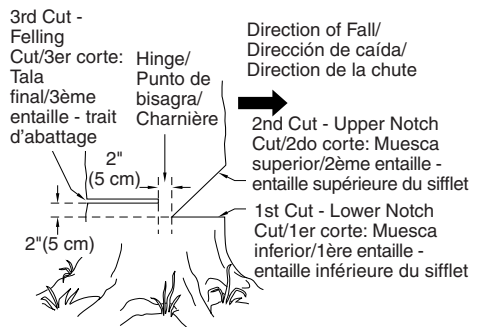 3rd Cut -
Felling
Cut/3er corte:
Tala
final/3ème
entaille - trait
d’abattage
Hinge/
Punto de
bisagra/
Charnière
Direction of Fall/
Dirección de caída/
Direction de la chute
2"
(5 cm)
2"(5 cm)
2nd Cut - Upper Notch
Cut/2do corte: Muesca
superior/2ème entaille -
entaille supérieure du sifflet
1st Cut - Lower Notch
Cut/1er corte: Muesca
inferior/1ère entaille -
entaille inférieure du sifflet